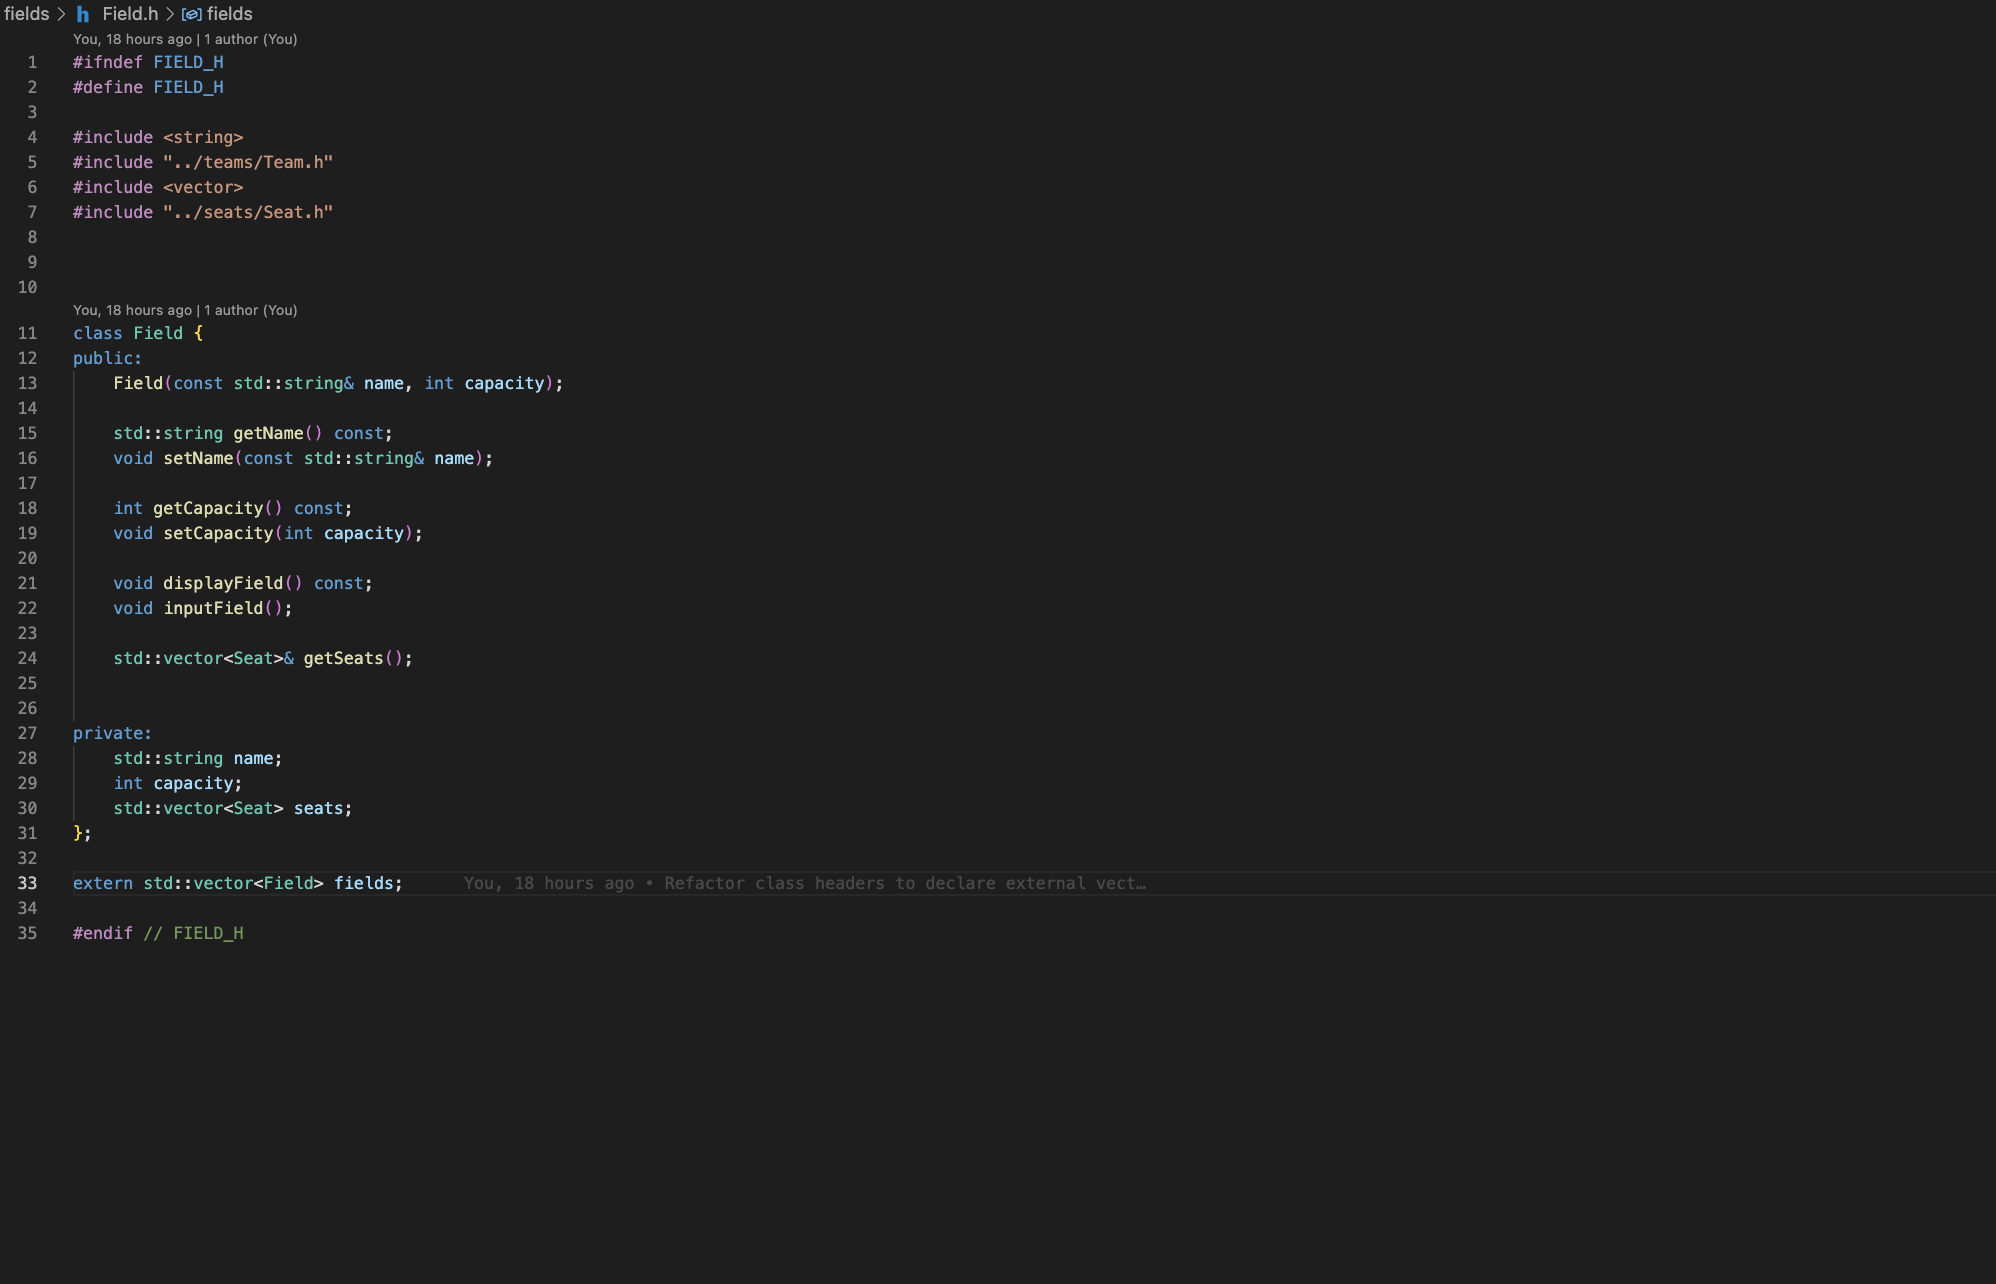 fields > h Field.h > fields
You, 18 hours ago | 1 author (You)
1 #ifndef FIELD_H
2 #define FIELD_H
3
4 #include <string>
5 #include "../teams/Team.h"
6 #include <vector>
7 #include "../seats/Seat.h"
8
9
10
You, 18 hours ago | 1 author (You)
11 class Field {
12 public:
13     Field(const std::string& name, int capacity);
14
15     std::string getName() const;
16     void setName(const std::string& name);
17
18     int getCapacity() const;
19     void setCapacity(int capacity);
20
21     void displayField() const;
22     void inputField();
23
24     std::vector<Seat>& getSeats();
25
26
27 private:
28     std::string name;
29     int capacity;
30     std::vector<Seat> seats;
31 };
32
33 extern std::vector<Field> fields;      You, 18 hours ago • Refactor class headers to declare external vect…
34
35 #endif // FIELD_H